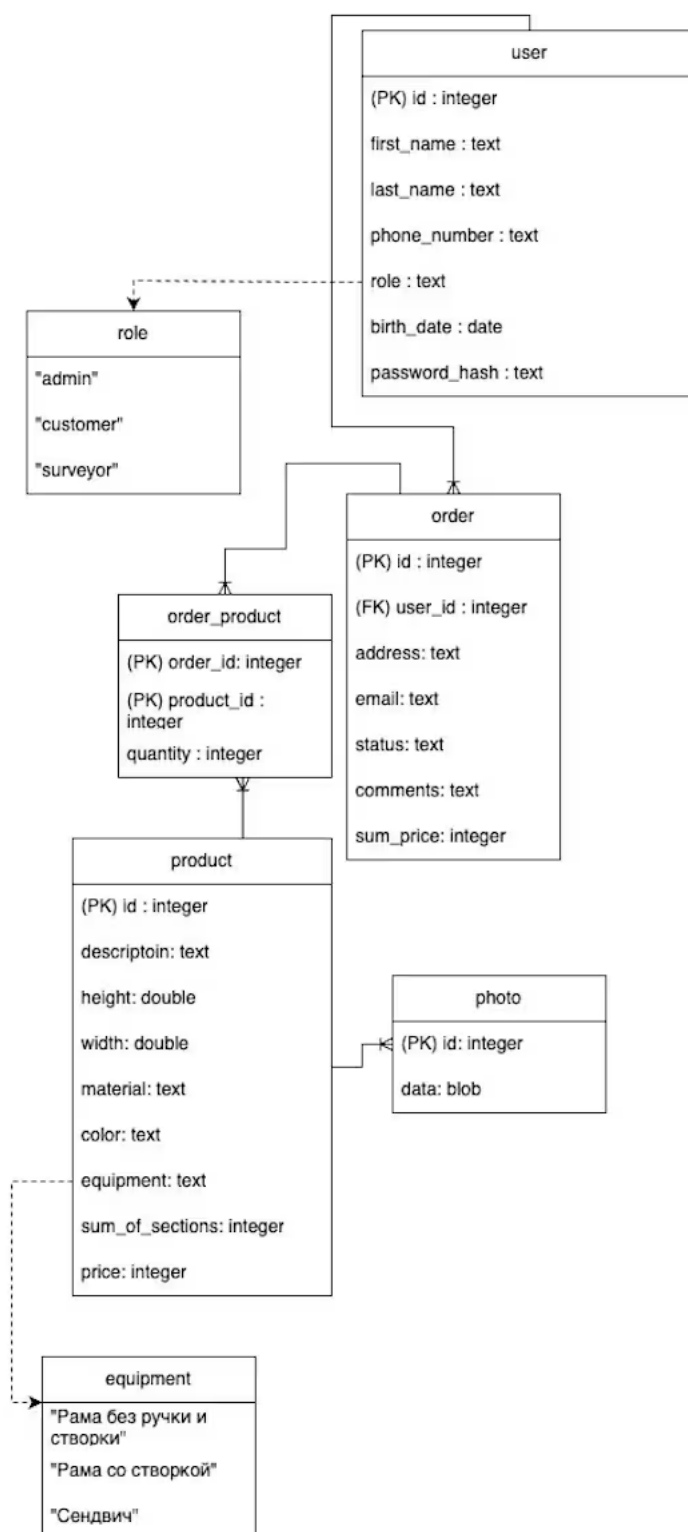 user
(PK) id : integer
first_name : text
last_name : text
phone_number : text
role : text
birth_date : date
password_hash : text
role
"admin"
"customer"
"surveyor"
order
(PK) id : integer
(FK) user_id : integer
address: text
email: text
status: text
comments: text
sum_price: integer
order_product
(PK) order_id: integer
(PK) product_id :
integer
quantity : integer
product
(PK) id : integer
descriptoin: text
height: double
width: double
material: text
color: text
equipment: text
sum_of_sections: integer
price: integer
photo
(PK) id: integer
data: blob
equipment
"Рама без ручки и
створки"
"Рама со створкой"
"Сендвич"